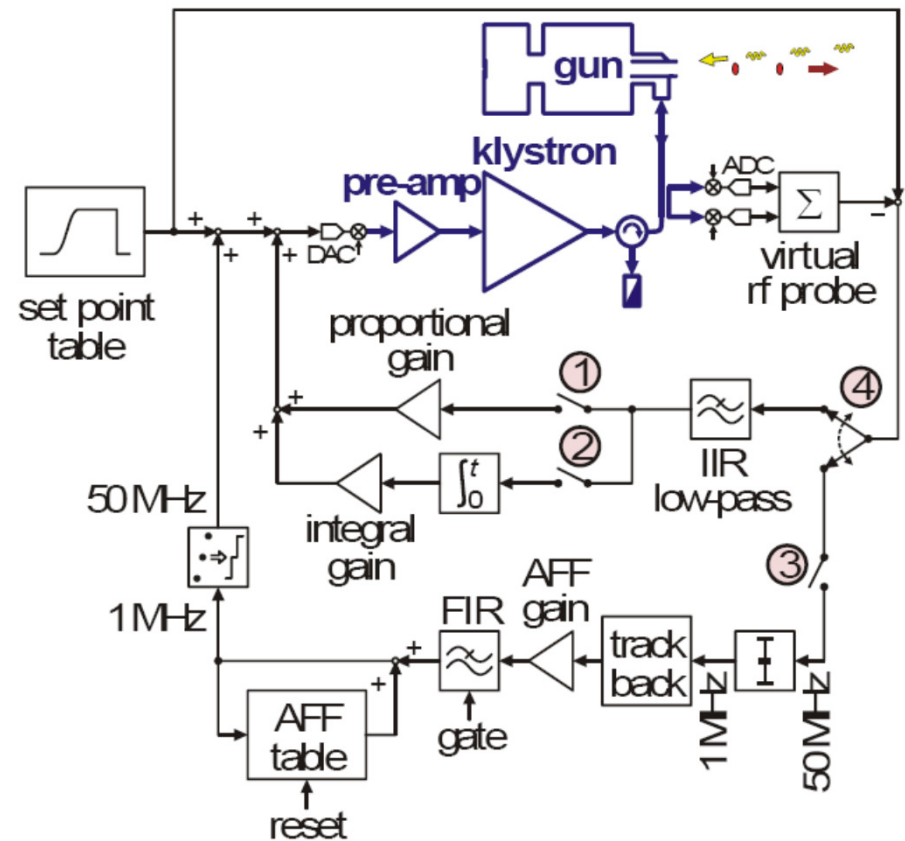 gun
klystron
pre-amp
ADC
Σ
+ + + +
DAC
−
virtual
rf probe
set point
table
proportional
gain
1
4
+
+
2
∫ t 0
IIR
low-pass
integral
gain
50 MHz
⇒
3
AFF
gain
1 MHz
FIR
+
+
track
back
1 MHz
50 MHz
AFF
table
gate
reset